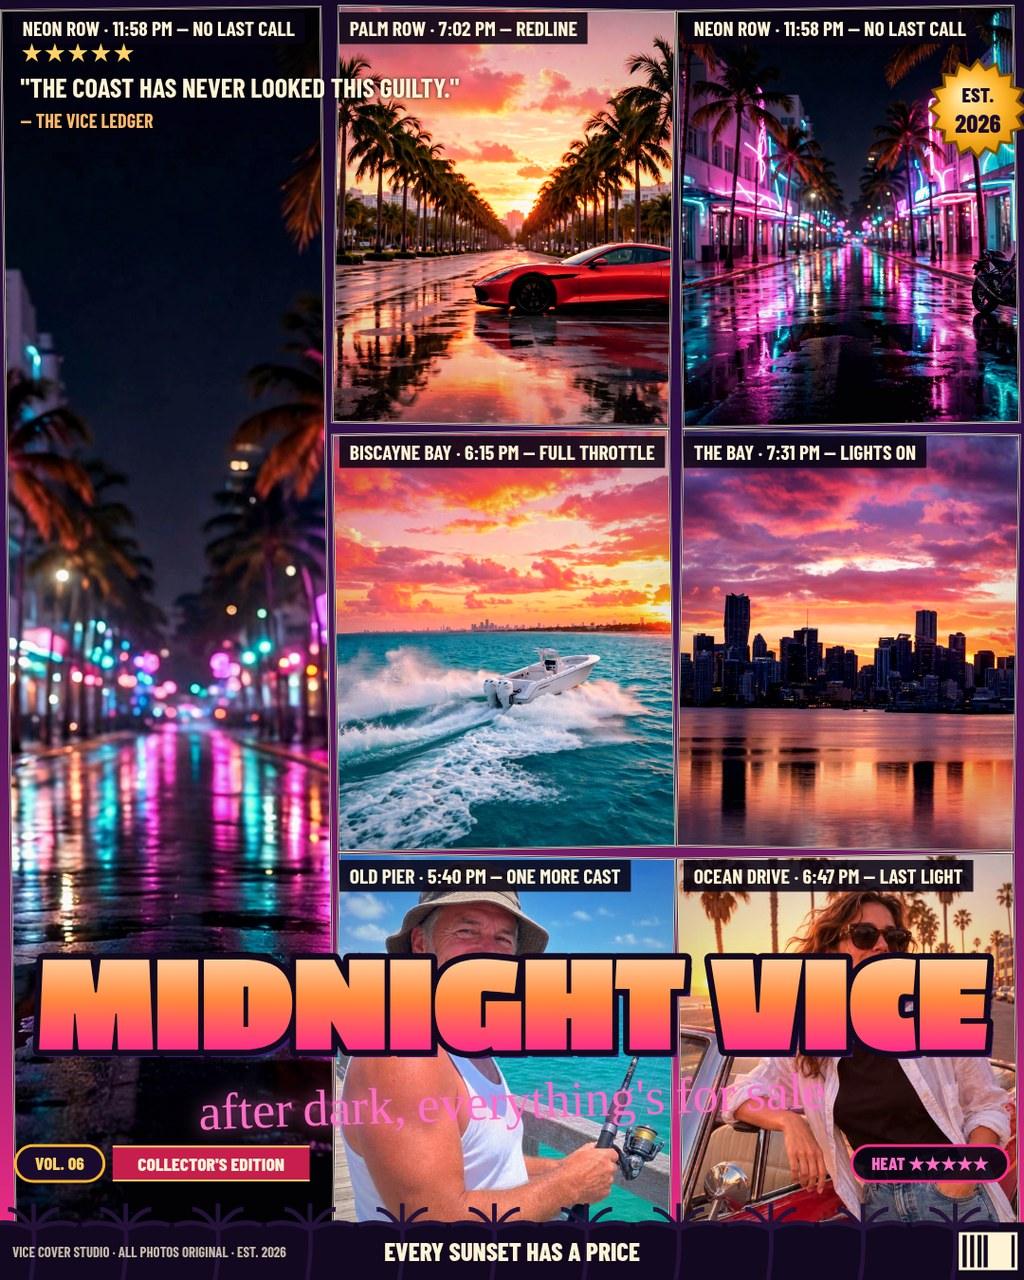 NEON ROW · 11:58 PM — NO LAST CALL
★★★★★
"THE COAST HAS NEVER LOOKED THIS GUILTY."
— THE VICE LEDGER
PALM ROW · 7:02 PM — REDLINE
NEON ROW · 11:58 PM — NO LAST CALL
EST.
2026
BISCAYNE BAY · 6:15 PM — FULL THROTTLE
THE BAY · 7:31 PM — LIGHTS ON
OLD PIER · 5:40 PM — ONE MORE CAST
OCEAN DRIVE · 6:47 PM — LAST LIGHT
MIDNIGHT VICE
after dark, everything's for sale
VOL. 06
COLLECTOR'S EDITION
HEAT ★★★★★
VICE COVER STUDIO · ALL PHOTOS ORIGINAL · EST. 2026
EVERY SUNSET HAS A PRICE